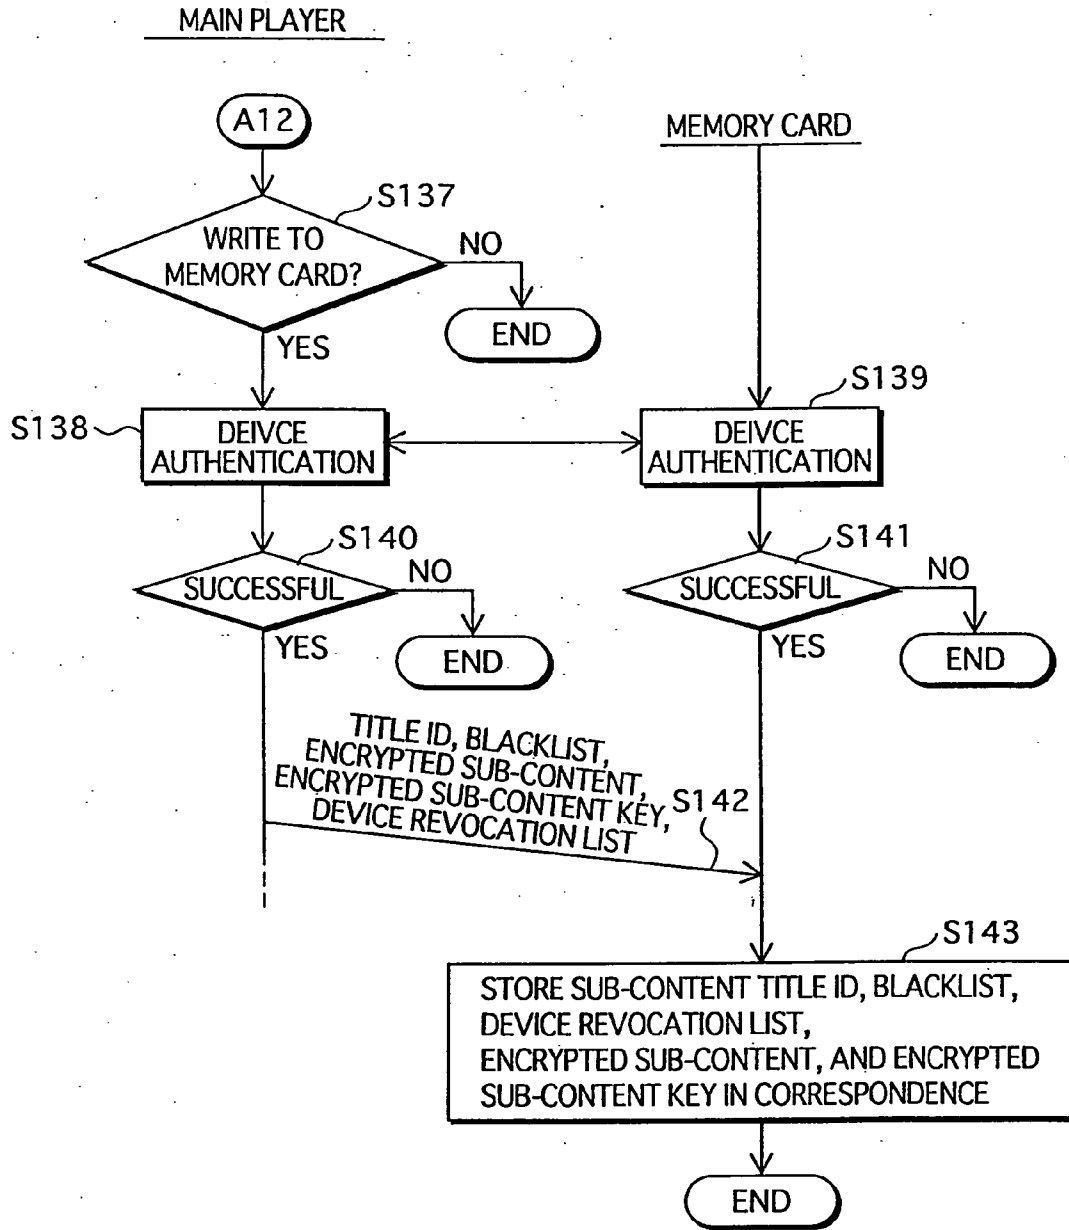 MAIN PLAYER
A12
MEMORY CARD
S137
WRITE TO
MEMORY CARD?
NO
END
YES
S138
DEIVCE
AUTHENTICATION
S139
DEIVCE
AUTHENTICATION
S140
SUCCESSFUL
NO
END
YES
S141
SUCCESSFUL
NO
END
YES
TITLE ID, BLACKLIST,
ENCRYPTED SUB-CONTENT,
ENCRYPTED SUB-CONTENT KEY,
DEVICE REVOCATION LIST
S142
S143
STORE SUB-CONTENT TITLE ID, BLACKLIST,
DEVICE REVOCATION LIST,
ENCRYPTED SUB-CONTENT, AND ENCRYPTED
SUB-CONTENT KEY IN CORRESPONDENCE
END